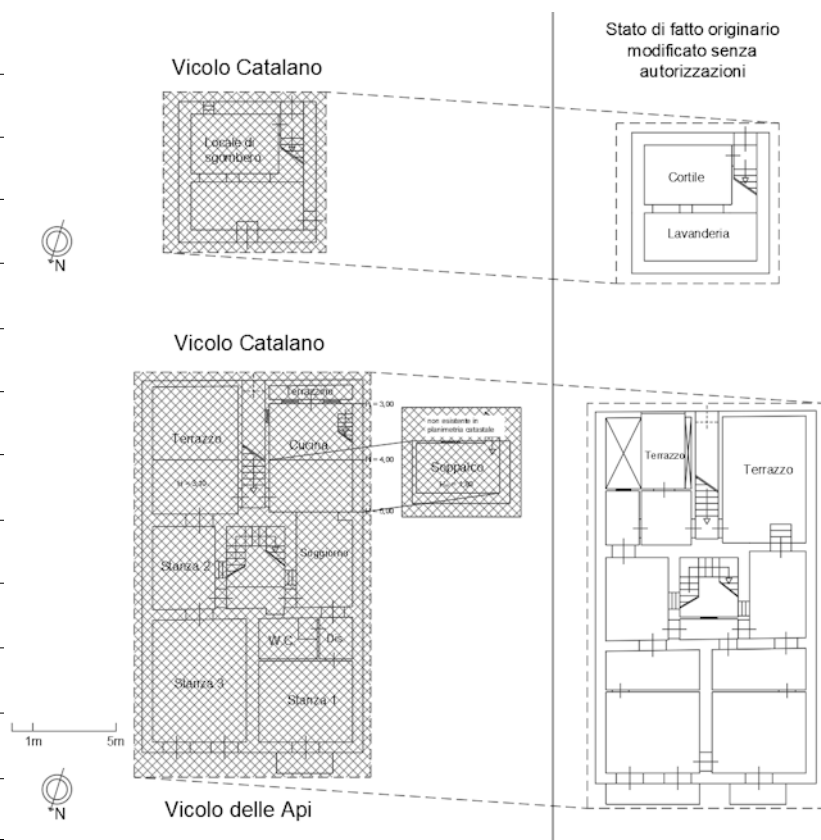 Stato di fatto originario
modificato senza
autorizzazioni
Vicolo Catalano
Locale di
sgombero
Cortile
Lavanderia
N
Vicolo Catalano
Terrazzino
H = 3,00
non esistente in
planimetria catastale
Terrazzo
Cucina
Terrazzo
Terrazzo
H = 4,00
Soppalco
H = 3,10
Soggiorno
Stanza 2
W.C.
Dis.
Stanza 3
Stanza 1
1m
5m
N
Vicolo delle Api